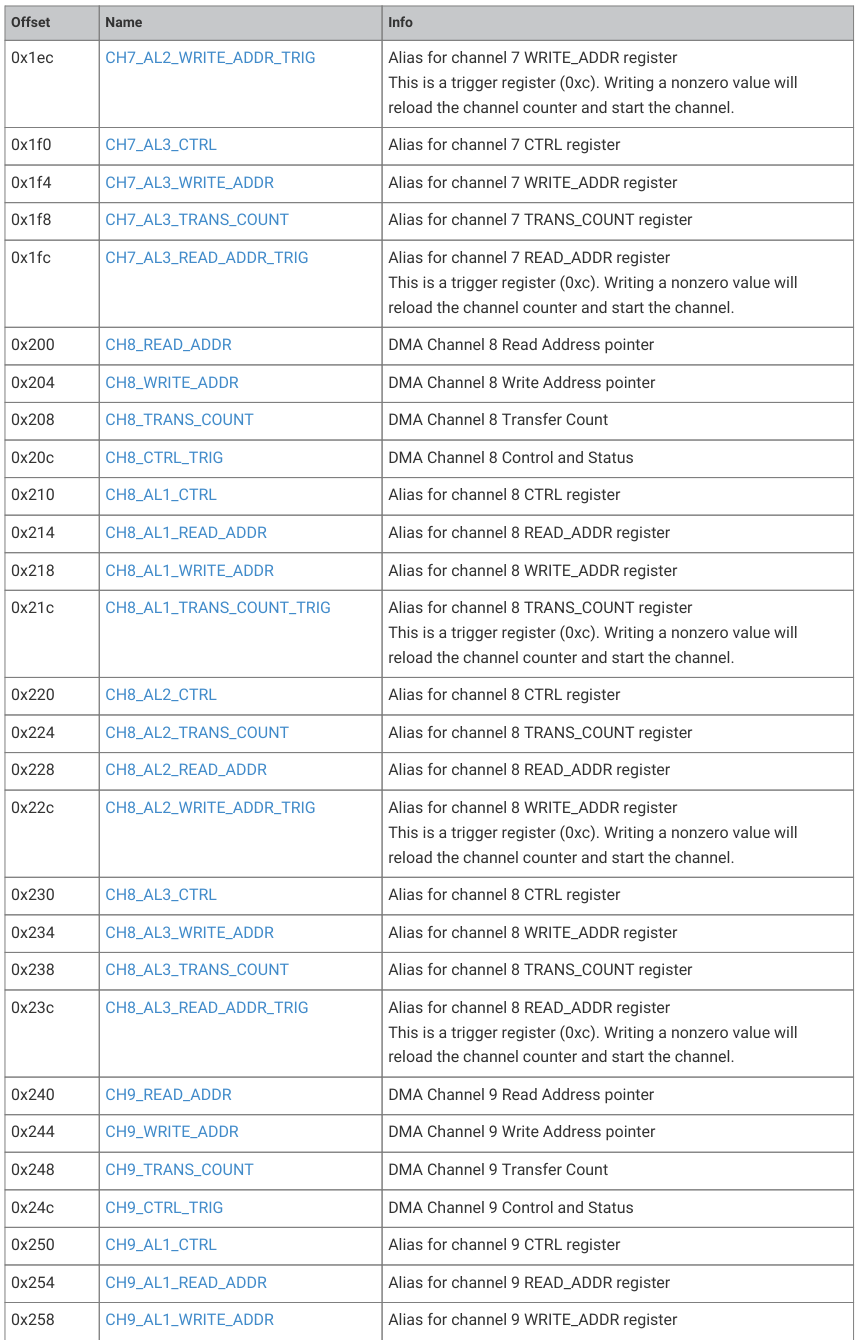 Offset Name Info
0x1ec CH7_AL2_WRITE_ADDR_TRIG Alias for channel 7 WRITE_ADDR register
This is a trigger register (0xc). Writing a nonzero value will
reload the channel counter and start the channel.
0x1f0 CH7_AL3_CTRL Alias for channel 7 CTRL register
0x1f4 CH7_AL3_WRITE_ADDR Alias for channel 7 WRITE_ADDR register
0x1f8 CH7_AL3_TRANS_COUNT Alias for channel 7 TRANS_COUNT register
0x1fc CH7_AL3_READ_ADDR_TRIG Alias for channel 7 READ_ADDR register
This is a trigger register (0xc). Writing a nonzero value will
reload the channel counter and start the channel.
0x200 CH8_READ_ADDR DMA Channel 8 Read Address pointer
0x204 CH8_WRITE_ADDR DMA Channel 8 Write Address pointer
0x208 CH8_TRANS_COUNT DMA Channel 8 Transfer Count
0x20c CH8_CTRL_TRIG DMA Channel 8 Control and Status
0x210 CH8_AL1_CTRL Alias for channel 8 CTRL register
0x214 CH8_AL1_READ_ADDR Alias for channel 8 READ_ADDR register
0x218 CH8_AL1_WRITE_ADDR Alias for channel 8 WRITE_ADDR register
0x21c CH8_AL1_TRANS_COUNT_TRIG Alias for channel 8 TRANS_COUNT register
This is a trigger register (0xc). Writing a nonzero value will
reload the channel counter and start the channel.
0x220 CH8_AL2_CTRL Alias for channel 8 CTRL register
0x224 CH8_AL2_TRANS_COUNT Alias for channel 8 TRANS_COUNT register
0x228 CH8_AL2_READ_ADDR Alias for channel 8 READ_ADDR register
0x22c CH8_AL2_WRITE_ADDR_TRIG Alias for channel 8 WRITE_ADDR register
This is a trigger register (0xc). Writing a nonzero value will
reload the channel counter and start the channel.
0x230 CH8_AL3_CTRL Alias for channel 8 CTRL register
0x234 CH8_AL3_WRITE_ADDR Alias for channel 8 WRITE_ADDR register
0x238 CH8_AL3_TRANS_COUNT Alias for channel 8 TRANS_COUNT register
0x23c CH8_AL3_READ_ADDR_TRIG Alias for channel 8 READ_ADDR register
This is a trigger register (0xc). Writing a nonzero value will
reload the channel counter and start the channel.
0x240 CH9_READ_ADDR DMA Channel 9 Read Address pointer
0x244 CH9_WRITE_ADDR DMA Channel 9 Write Address pointer
0x248 CH9_TRANS_COUNT DMA Channel 9 Transfer Count
0x24c CH9_CTRL_TRIG DMA Channel 9 Control and Status
0x250 CH9_AL1_CTRL Alias for channel 9 CTRL register
0x254 CH9_AL1_READ_ADDR Alias for channel 9 READ_ADDR register
0x258 CH9_AL1_WRITE_ADDR Alias for channel 9 WRITE_ADDR register